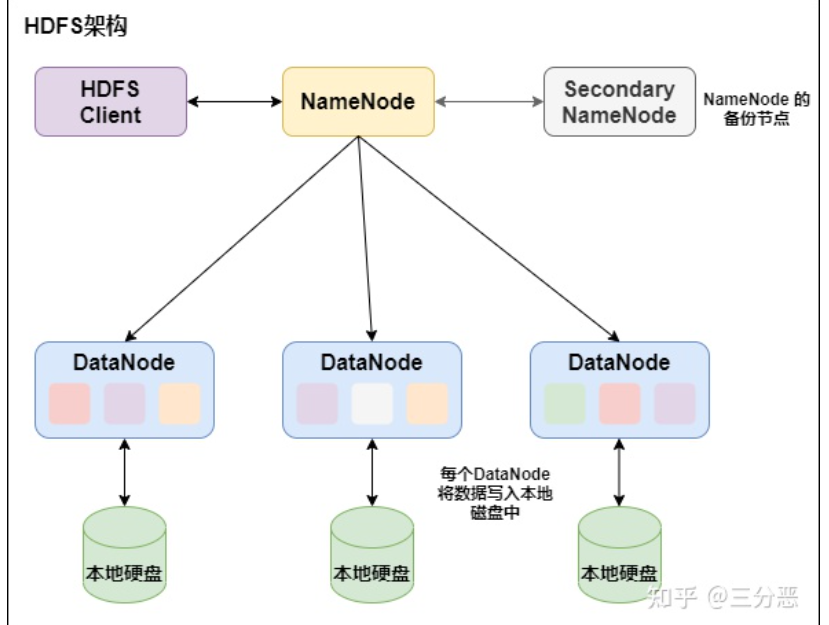 HDFS架构
HDFS
Client
NameNode
Secondary
NameNode
NameNode 的
备份节点
DataNode
DataNode
DataNode
每个DataNode
将数据写入本地
磁盘中
本地硬盘
本地硬盘
本地硬盘
知乎 @三分恶